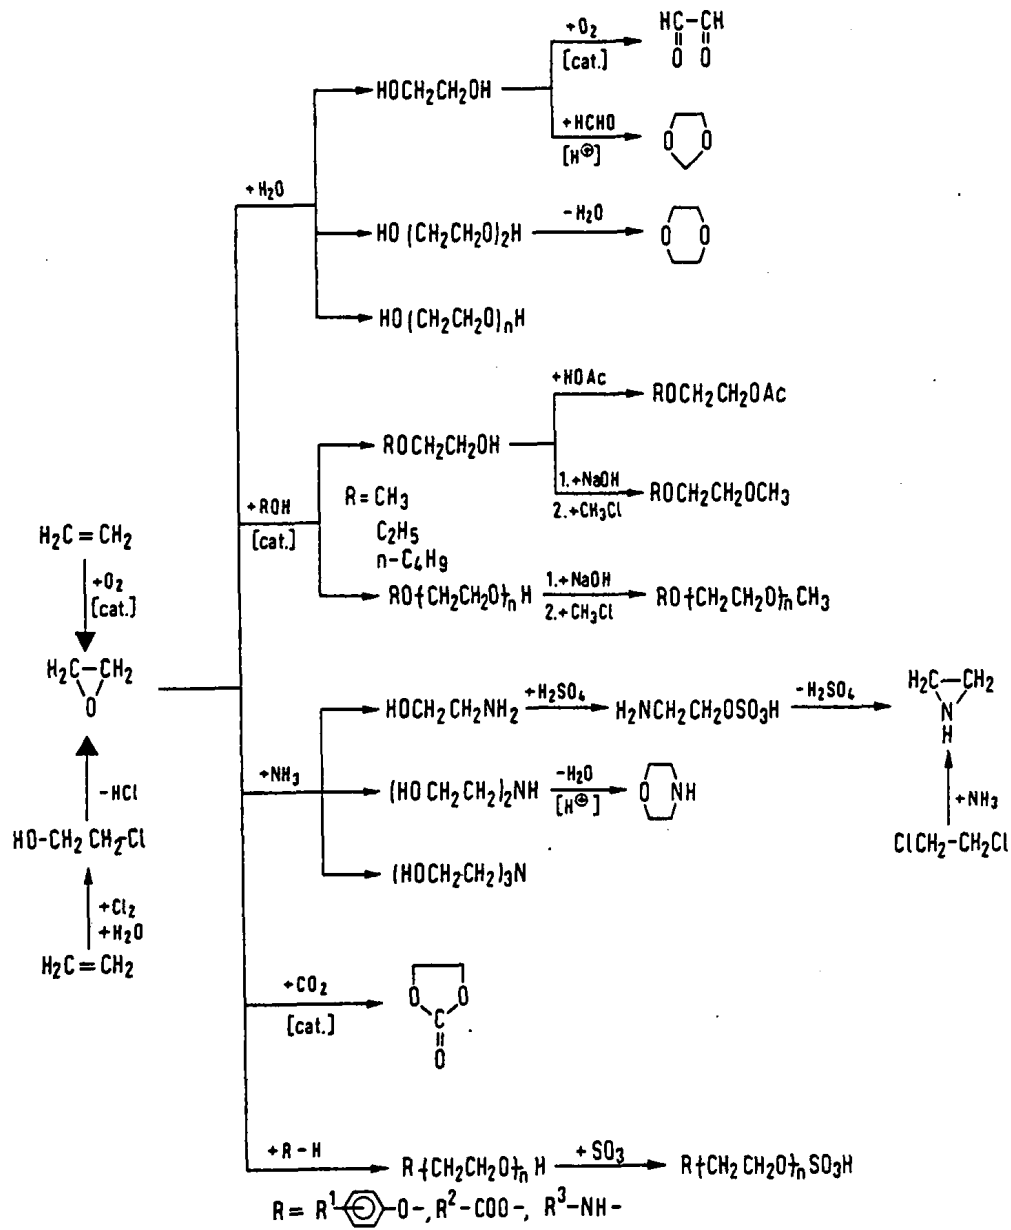 +O₂ HC-CH
[cat.] O O
HOCH₂CH₂OH
+HCHO
[H⊕] O O
+H₂O
HO(CH₂CH₂O)₂H -H₂O O O
HO(CH₂CH₂O)ₙH
+HOAc ROCH₂CH₂OAc
ROCH₂CH₂OH
1.+NaOH ROCH₂CH₂OCH₃
2.+CH₃Cl
+ROH
[cat.]
R=CH₃
C₂H₅
n-C₄H₉
RO(CH₂CH₂O)ₙH 1.+NaOH RO(CH₂CH₂O)ₙCH₃
2.+CH₃Cl
H₂C=CH₂
+O₂
[cat.]
H₂C-CH₂
O
-HCl
HO-CH₂CH₂-Cl
+Cl₂
+H₂O
H₂C=CH₂
+NH₃
HOCH₂CH₂NH₂ +H₂SO₄ H₂NCH₂CH₂OSO₃H -H₂SO₄ H₂C-CH₂
N
H
(HOCH₂CH₂)₂NH -H₂O O NH
[H⊕]
+NH₃
ClCH₂-CH₂Cl
(HOCH₂CH₂)₃N
+CO₂
[cat.]
O O
C
O
+R-H R(CH₂CH₂O)ₙH +SO₃ R(CH₂CH₂O)ₙSO₃H
R= R¹-O-, R²-COO-, R³-NH-